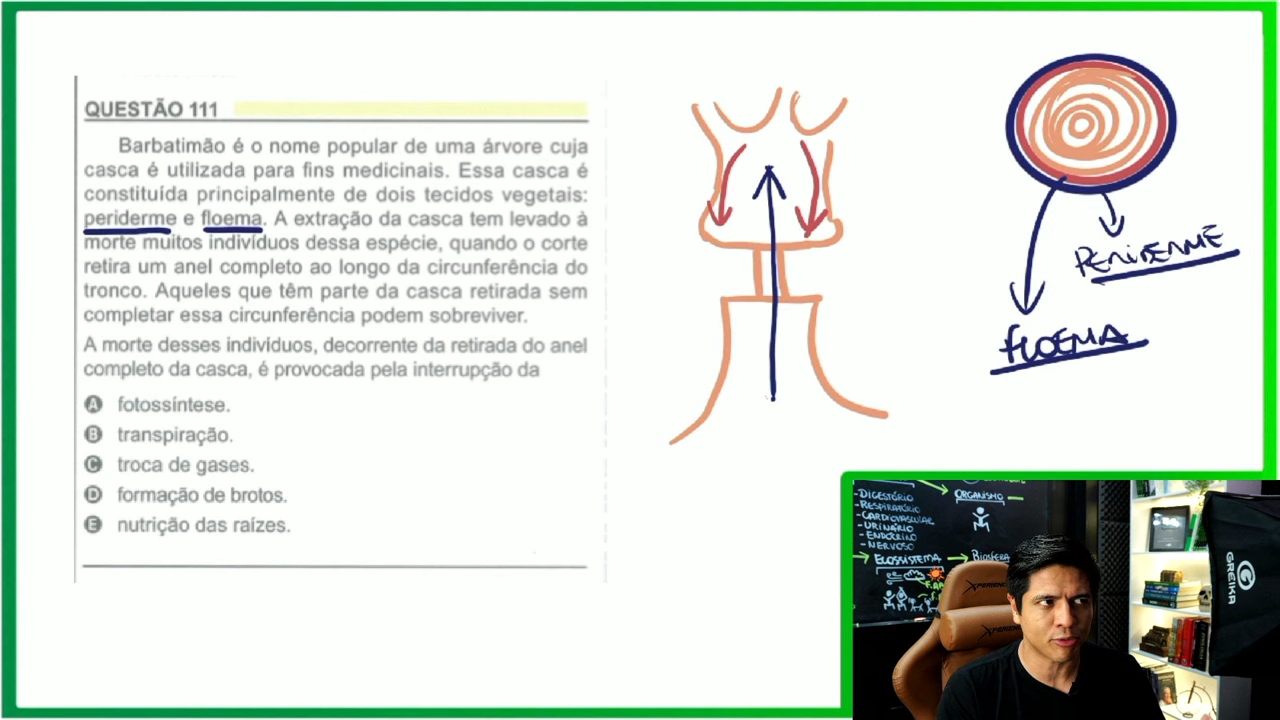 QUESTÃO 111
Barbatimão é o nome popular de uma árvore cuja
casca é utilizada para fins medicinais. Essa casca é
constituída principalmente de dois tecidos vegetais:
periderme e floema. A extração da casca tem levado à
morte muitos indivíduos dessa espécie, quando o corte
retira um anel completo ao longo da circunferência do
tronco. Aqueles que têm parte da casca retirada sem
completar essa circunferência podem sobreviver.
A morte desses indivíduos, decorrente da retirada do anel
completo da casca, é provocada pela interrupção da
A fotossíntese.
B transpiração.
C troca de gases.
D formação de brotos.
E nutrição das raízes.
PERIDERME
FLOEMA
- DIGESTÓRIO
- RESPIRATÓRIO
- CARDIOVASCULAR
- URINÁRIO
- ENDÓCRINO
- NERVOSO
ORGANISMO
ECOSSISTEMA
BIOSFERA
XPERIENC
XPERIENC
GREIKA